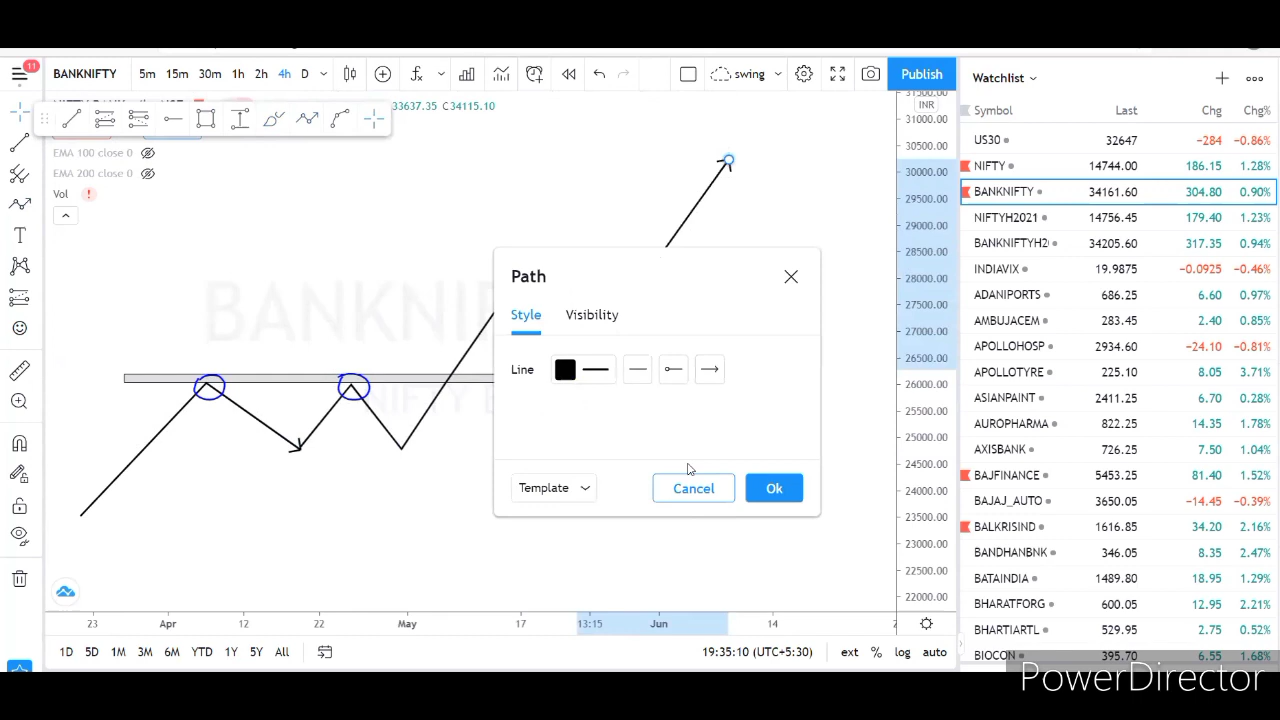 11
BANKNIFTY 5m 15m 30m 1h 2h 4h D swing Publish
33637.35 C34115.10
EMA 100 close 0
EMA 200 close 0
Vol !
BANKNIFTY
NIFTY
INR
31000.00
30500.00
30000.00
29500.00
29000.00
28500.00
28000.00
27500.00
27000.00
26500.00
26000.00
25500.00
25000.00
24500.00
24000.00
23500.00
23000.00
22500.00
22000.00
Path
Style Visibility
Line
Template Cancel Ok
23 Apr 12 22 May 17 13:15 Jun 14
1D 5D 1M 3M 6M YTD 1Y 5Y All 19:35:10 (UTC+5:30) ext % log auto
Watchlist
Symbol Last Chg Chg%
US30 32647 −284 −0.86%
NIFTY 14744.00 186.15 1.28%
BANKNIFTY 34161.60 304.80 0.90%
NIFTYH2021 14756.45 179.40 1.23%
BANKNIFTYH2 34205.60 317.35 0.94%
INDIAVIX 19.9875 −0.0925 −0.46%
ADANIPORTS 686.25 6.60 0.97%
AMBUJACEM 283.45 2.40 0.85%
APOLLOHOSP 2934.60 −24.10 −0.81%
APOLLOTYRE 225.10 8.05 3.71%
ASIANPAINT 2411.25 6.70 0.28%
AUROPHARMA 822.25 14.35 1.78%
AXISBANK 726.25 7.50 1.04%
BAJFINANCE 5453.25 81.40 1.52%
BAJAJ_AUTO 3650.05 −14.45 −0.39%
BALKRISIND 1616.85 34.20 2.16%
BANDHANBNK 346.05 8.35 2.47%
BATAINDIA 1489.80 18.95 1.29%
BHARATFORG 600.05 12.95 2.21%
BHARTIARTL 529.95 2.75 0.52%
BIOCON 395.70 6.55 1.68%
PowerDirector